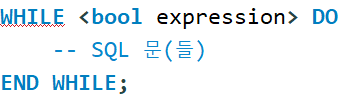 WHILE <bool expression> DO
-- SQL 문(들)
END WHILE;